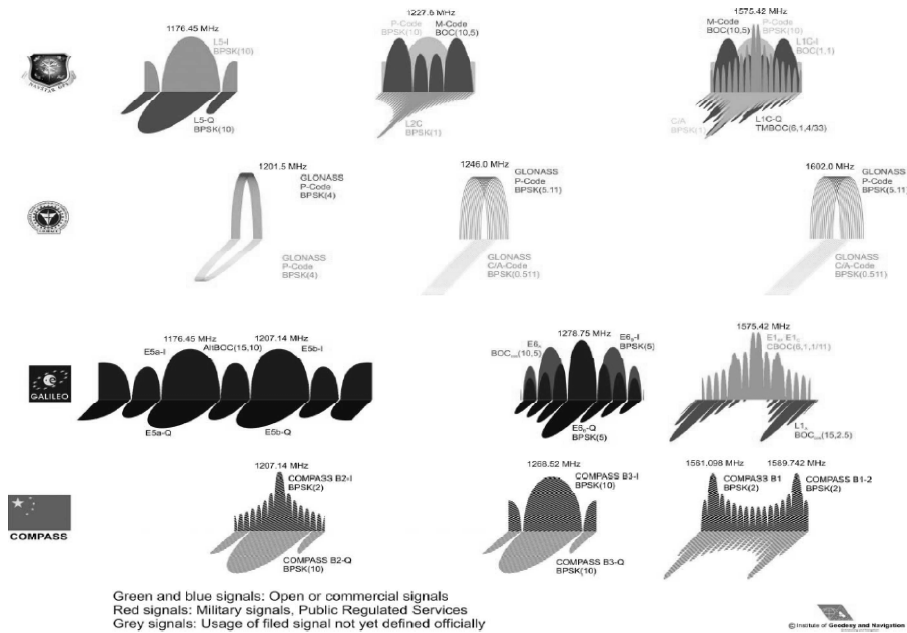 1176.45 MHz
L5-I
BPSK(10)
L5-Q
BPSK(10)
1227.6 MHz
P-Code
BPSK(10)
M-Code
BOC(10,5)
L2C
BPSK(1)
1575.42 MHz
M-Code
BOC(10,5)
P-Code
BPSK(10)
L1C-I
BOC(1,1)
C/A
BPSK(1)
L1C-Q
TMBOC(6,1,4/33)
1201.5 MHz
GLONASS
P-Code
BPSK(4)
GLONASS
P-Code
BPSK(4)
1246.0 MHz
GLONASS
P-Code
BPSK(5.11)
GLONASS
C/A-Code
BPSK(0.511)
1602.0 MHz
GLONASS
P-Code
BPSK(5.11)
GLONASS
C/A-Code
BPSK(0.511)
GALILEO
1176.45 MHz
1207.14 MHz
E5a-I
AltBOC(15,10)
E5b-I
E5a-Q
E5b-Q
1278.75 MHz
BPSK(5)
BPSK(5)
1575.42 MHz
CBOC(6,1,1/11)
COMPASS
1207.14 MHz
COMPASS B2-I
BPSK(2)
COMPASS B2-Q
BPSK(10)
1268.52 MHz
COMPASS B3-I
BPSK(10)
COMPASS B3-Q
BPSK(10)
1561.098 MHz
1589.742 MHz
COMPASS B1
BPSK(2)
COMPASS B1-2
BPSK(2)
Green and blue signals: Open or commercial signals
Red signals: Military signals, Public Regulated Services
Grey signals: Usage of filed signal not yet defined officially
© Institute of Geodesy and Navigation